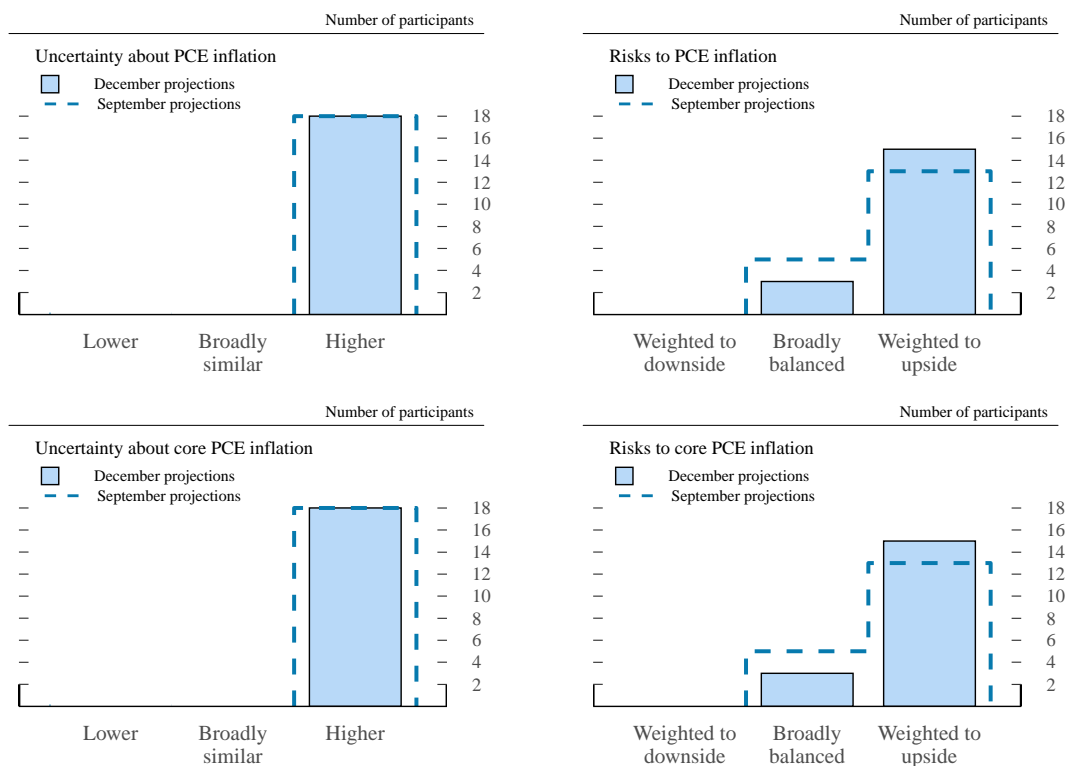 Number of participants
Uncertainty about PCE inflation
December projections
September projections
18
16
14
12
10
8
6
4
2
Lower
Broadly
similar
Higher
Number of participants
Risks to PCE inflation
December projections
September projections
18
16
14
12
10
8
6
4
2
Weighted to
downside
Broadly
balanced
Weighted to
upside
Number of participants
Uncertainty about core PCE inflation
December projections
September projections
18
16
14
12
10
8
6
4
2
Lower
Broadly
similar
Higher
Number of participants
Risks to core PCE inflation
December projections
September projections
18
16
14
12
10
8
6
4
2
Weighted to
downside
Broadly
balanced
Weighted to
upside